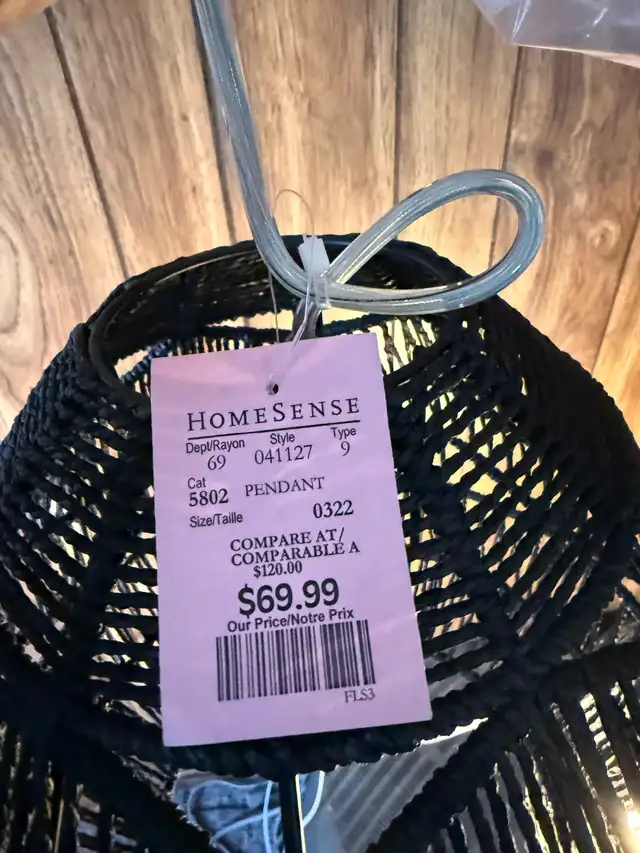 HOMESENSE
Dept/Rayon Style Type
69 041127 9
Cat
5802 PENDANT
Size/Taille 0322
COMPARE AT/
COMPARABLE A
$120.00
$69.99
Our Price/Notre Prix
FLS3